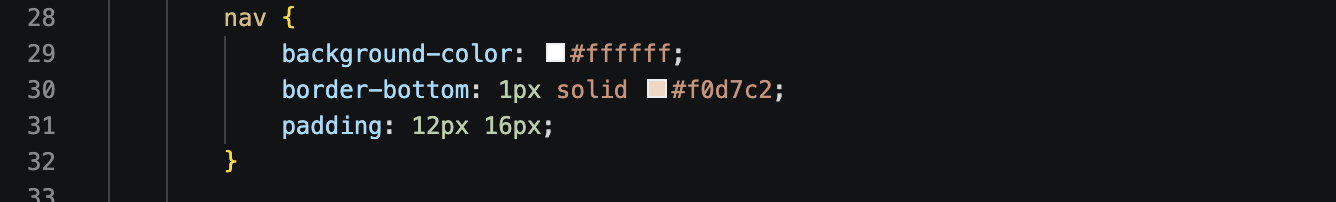 28 nav {
29 background-color: #ffffff;
30 border-bottom: 1px solid #f0d7c2;
31 padding: 12px 16px;
32 }
33